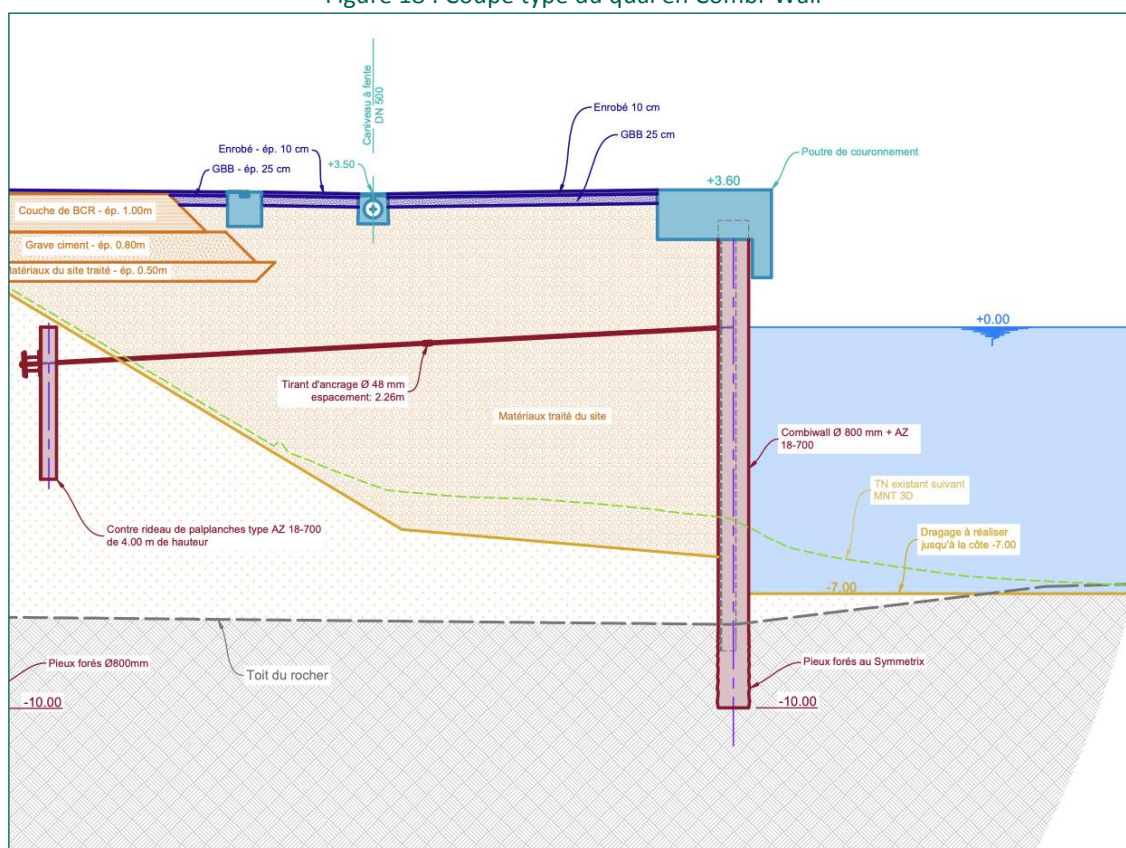 Figure 18 : Coupe type du quai en Combi-Wall
Caniveau à fente
DN 500
Enrobé 10 cm
GBB 25 cm
Enrobé - ép. 10 cm
GBB - ép. 25 cm
+3.50
Poutre de couronnement
+3.60
Couche de BCR - ép. 1.00m
Grave ciment - ép. 0.80m
Matériaux du site traité - ép. 0.50m
+0.00
Tirant d'ancrage Ø 48 mm
espacement: 2.26m
Matériaux traité du site
Combiwall Ø 800 mm + AZ
18-700
TN existant suivant
MNT 3D
Contre rideau de palplanches type AZ 18-700
de 4.00 m de hauteur
Dragage à réaliser
jusqu'à la côte -7.00
-7.00
Pieux forés Ø800mm
Toit du rocher
Pieux forés au Symmetrix
-10.00
-10.00